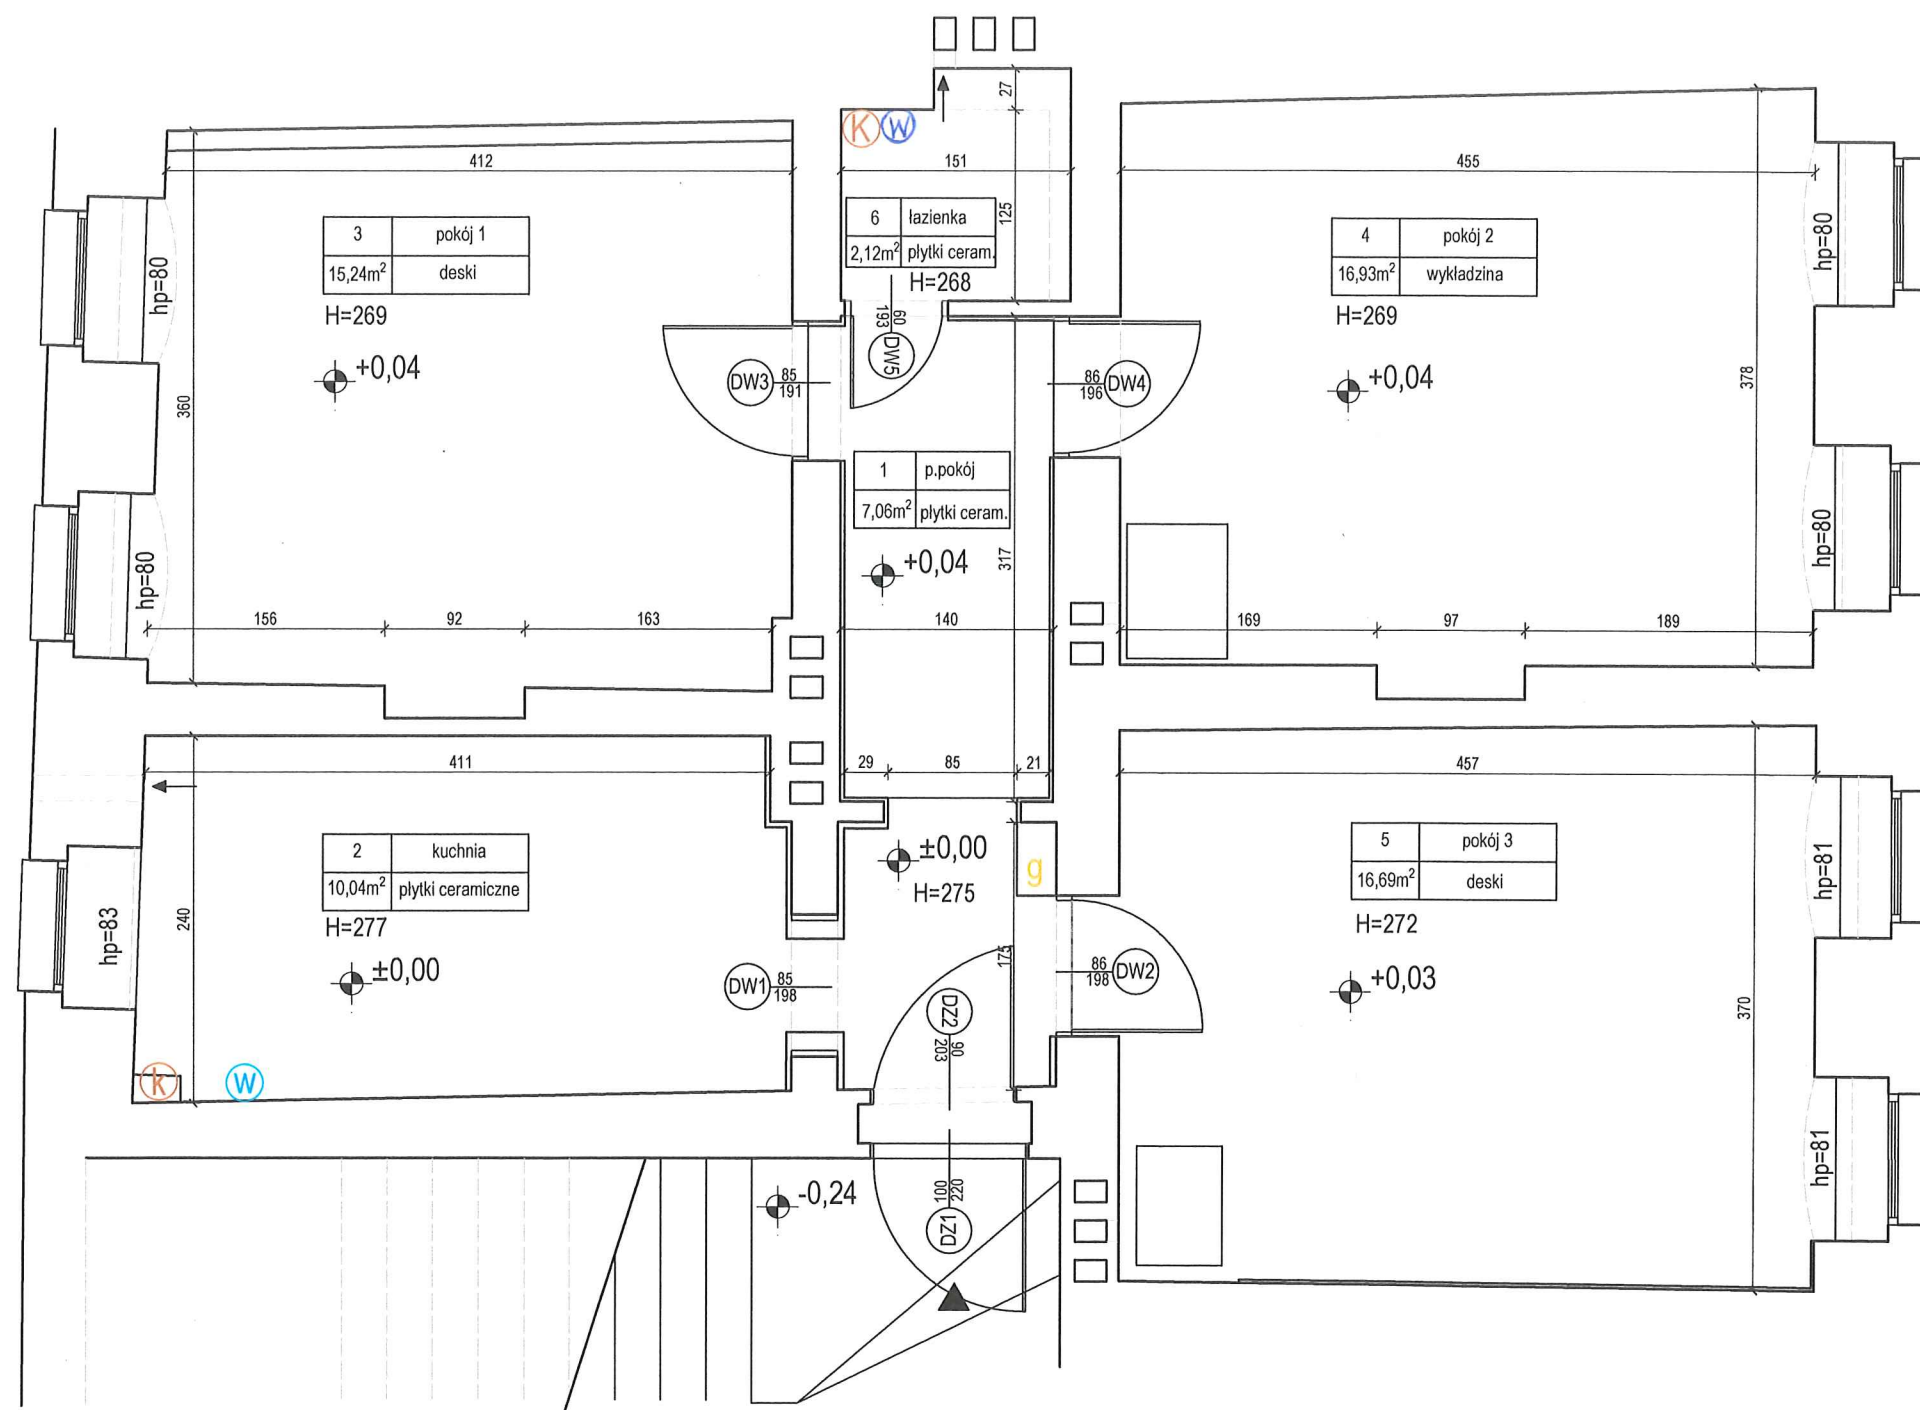 27
K W
412
151
455
125
3 pokój 1
15,24m² deski
H=269
+0,04
hp=80
360
hp=80
156 92 163
DW3 85 191
6 łazienka
2,12m² płytki ceram.
H=268
60 193 DW5
86 196 DW4
4 pokój 2
16,93m² wykładzina
H=269
+0,04
hp=80
378
hp=80
169 97 189
1 p.pokój
7,06m² płytki ceram.
+0,04
317
140
29 85 21
411
457
2 kuchnia
10,04m² płytki ceramiczne
H=277
±0,00
hp=83
240
k W
DW1 85 198
±0,00
H=275
g
175
DZ2 90 203
86 198 DW2
5 pokój 3
16,69m² deski
H=272
+0,03
hp=81
370
hp=81
-0,24
100 220 DZ1